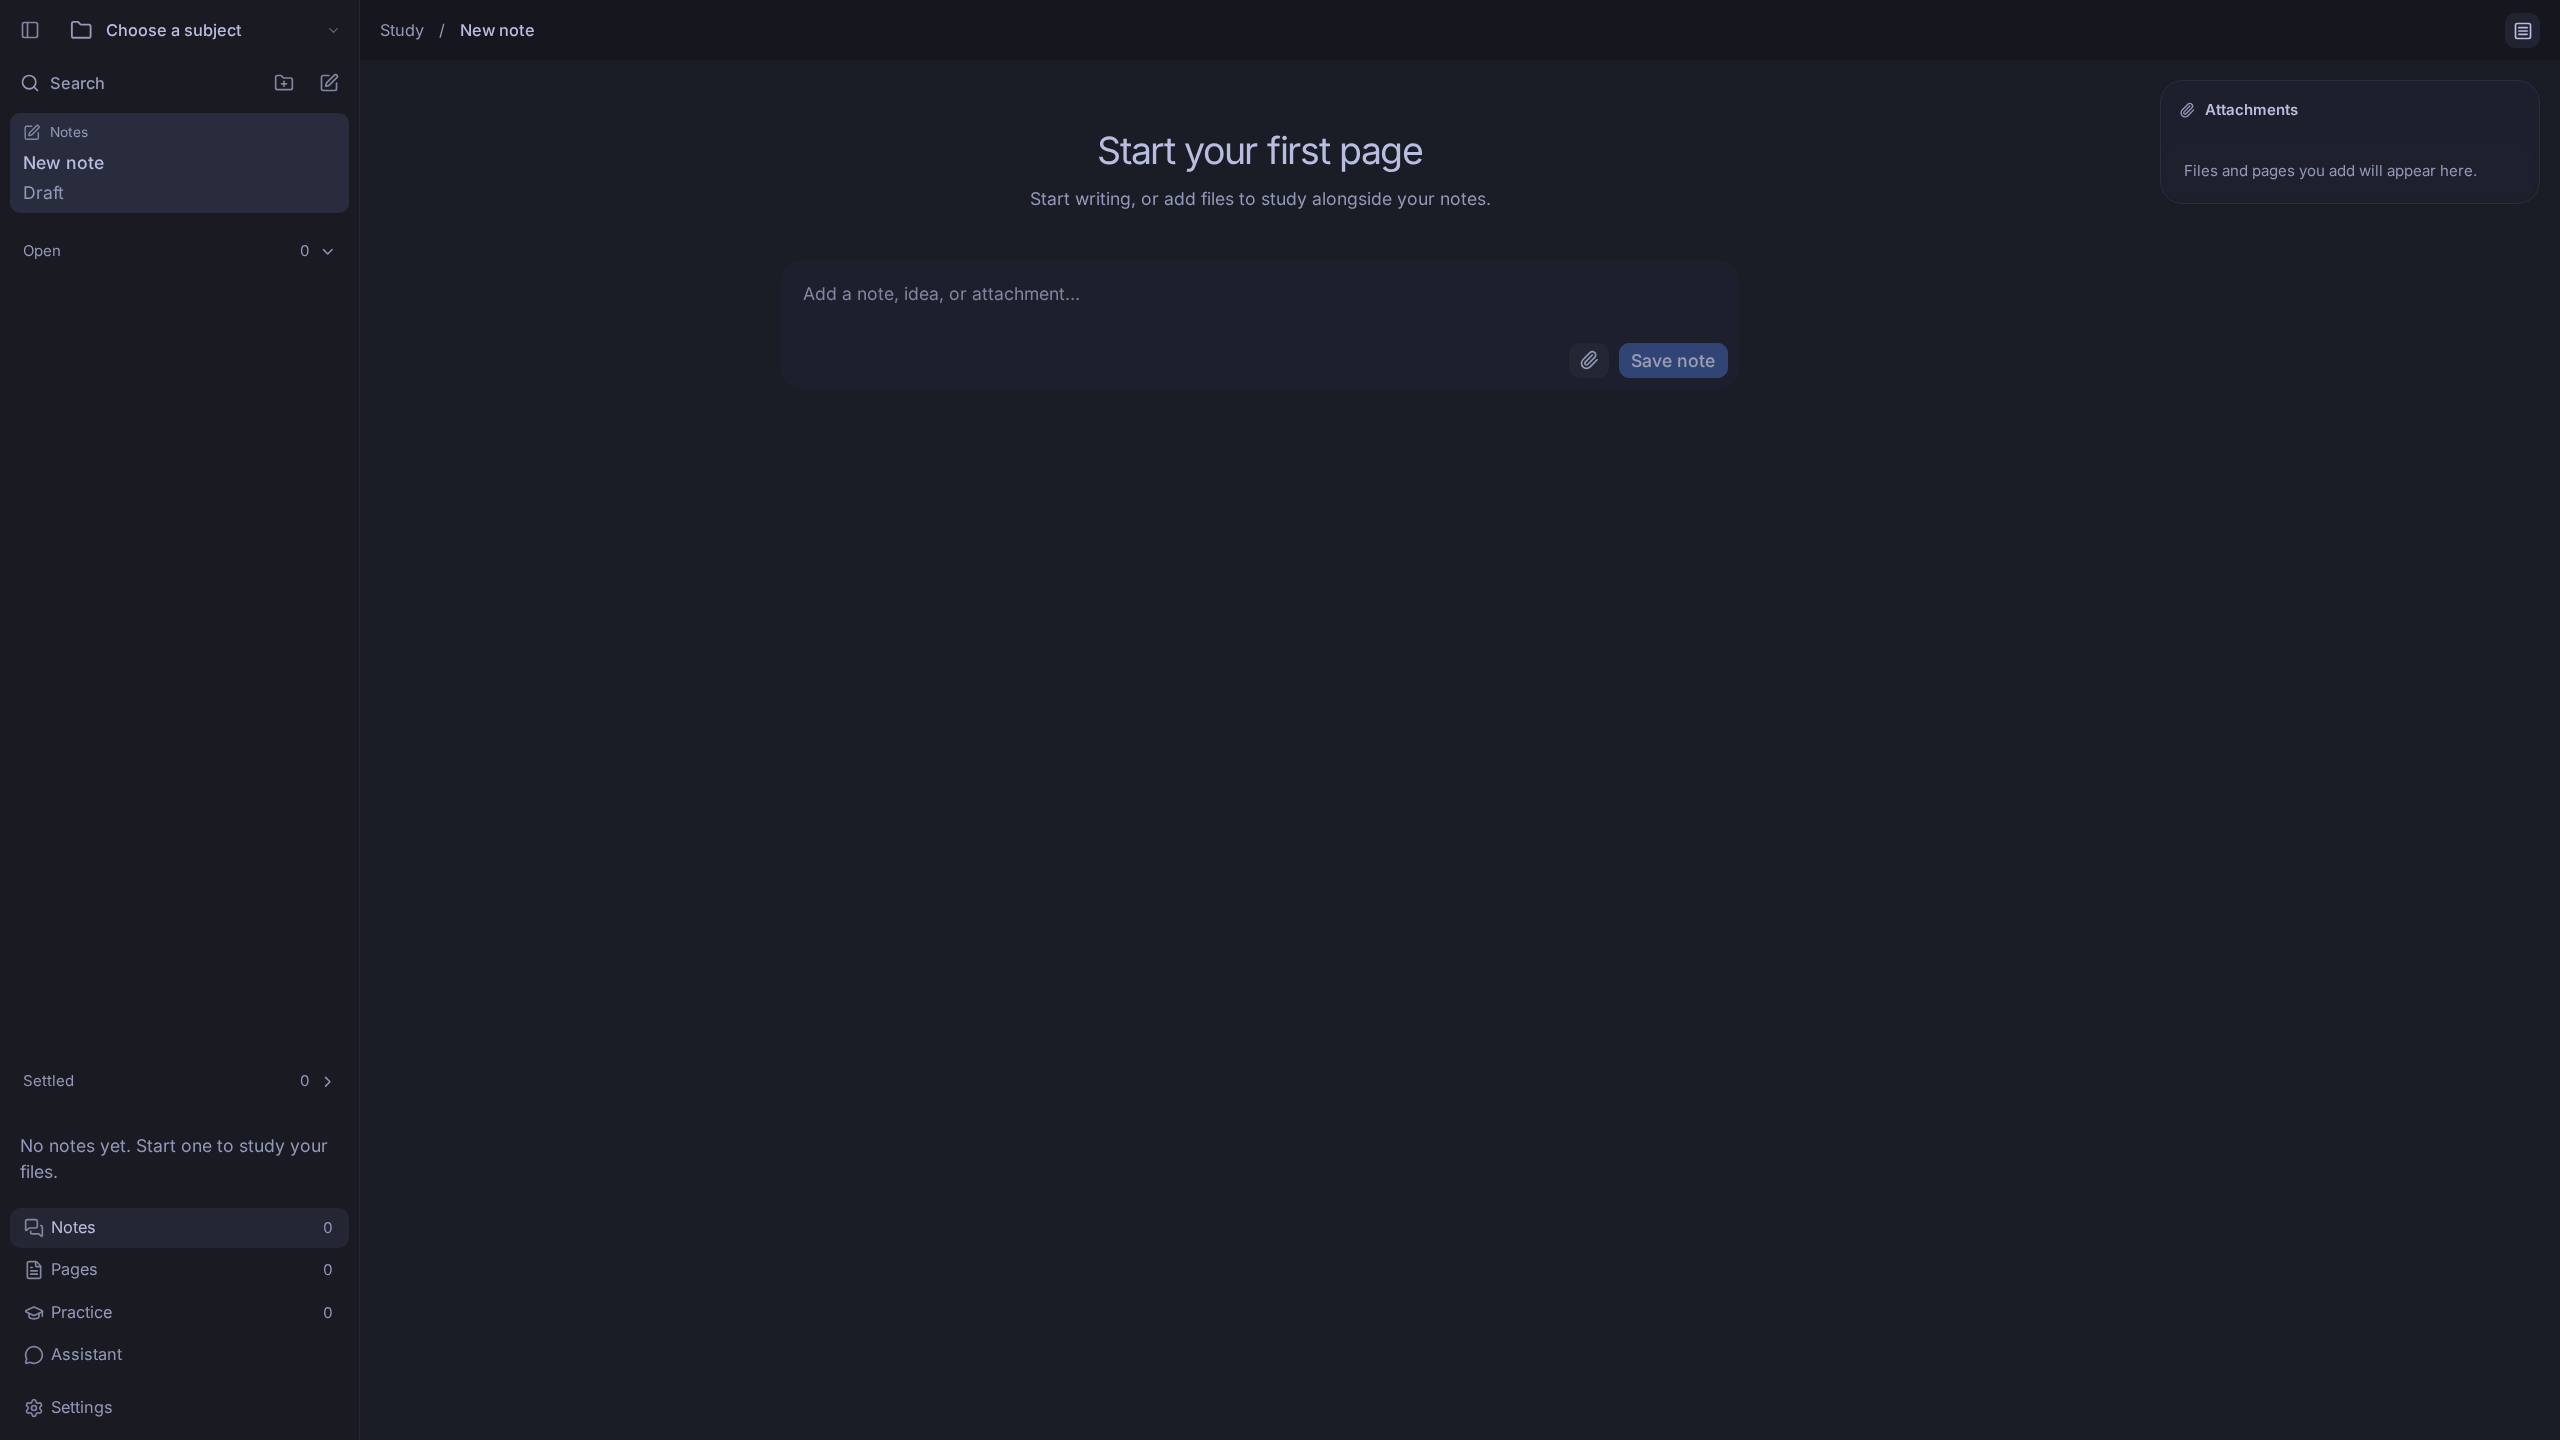 Choose a subject
Study / New note
Search
Notes
New note
Draft
Open 0
Start your first page
Start writing, or add files to study alongside your notes.
Add a note, idea, or attachment...
Save note
Attachments
Files and pages you add will appear here.
Settled 0
No notes yet. Start one to study your
files.
Notes 0
Pages 0
Practice 0
Assistant
Settings